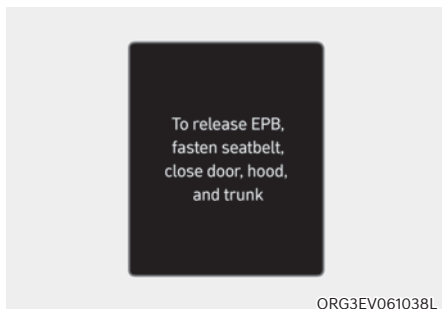 To release EPB,
fasten seatbelt,
close door, hood,
and trunk
ORG3EV061038L